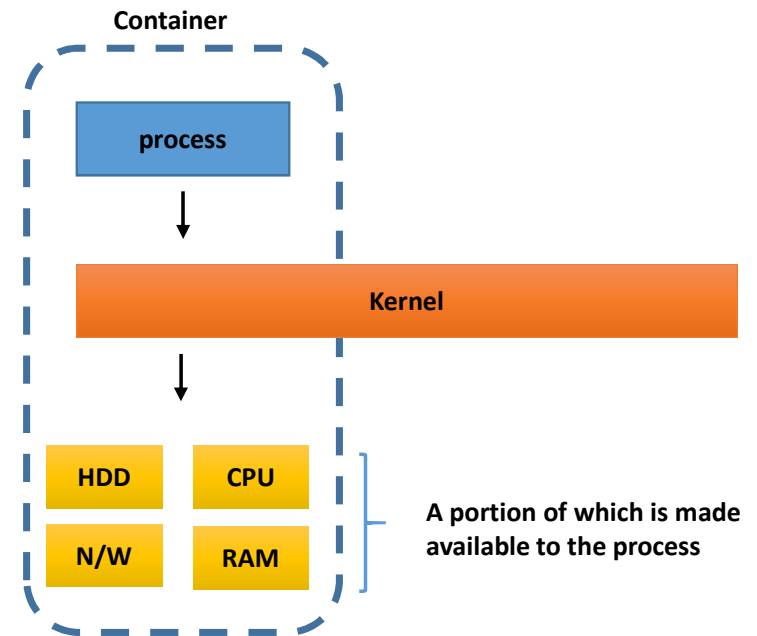 Container
process
Kernel
HDD
CPU
N/W
RAM
A portion of which is made
available to the process